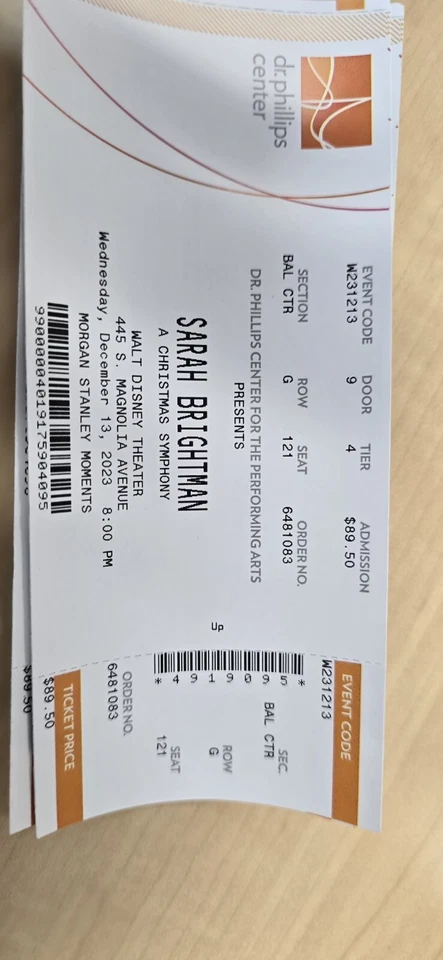 dr.phillips
center
EVENT CODE DOOR TIER ADMISSION
W231213 9 4 $89.50
SECTION ROW SEAT ORDER NO.
BAL CTR G 121 6481083
DR. PHILLIPS CENTER FOR THE PERFORMING ARTS
PRESENTS
SARAH BRIGHTMAN
A CHRISTMAS SYMPHONY
WALT DISNEY THEATER
445 S. MAGNOLIA AVENUE
Wednesday, December 13, 2023 8:00 PM
MORGAN STANLEY MOMENTS
99000004019175904095
Up
EVENT CODE
W231213
SEC.
BAL CTR
ROW
G
SEAT
121
ORDER NO.
6481083
TICKET PRICE
$89.50
$89.50